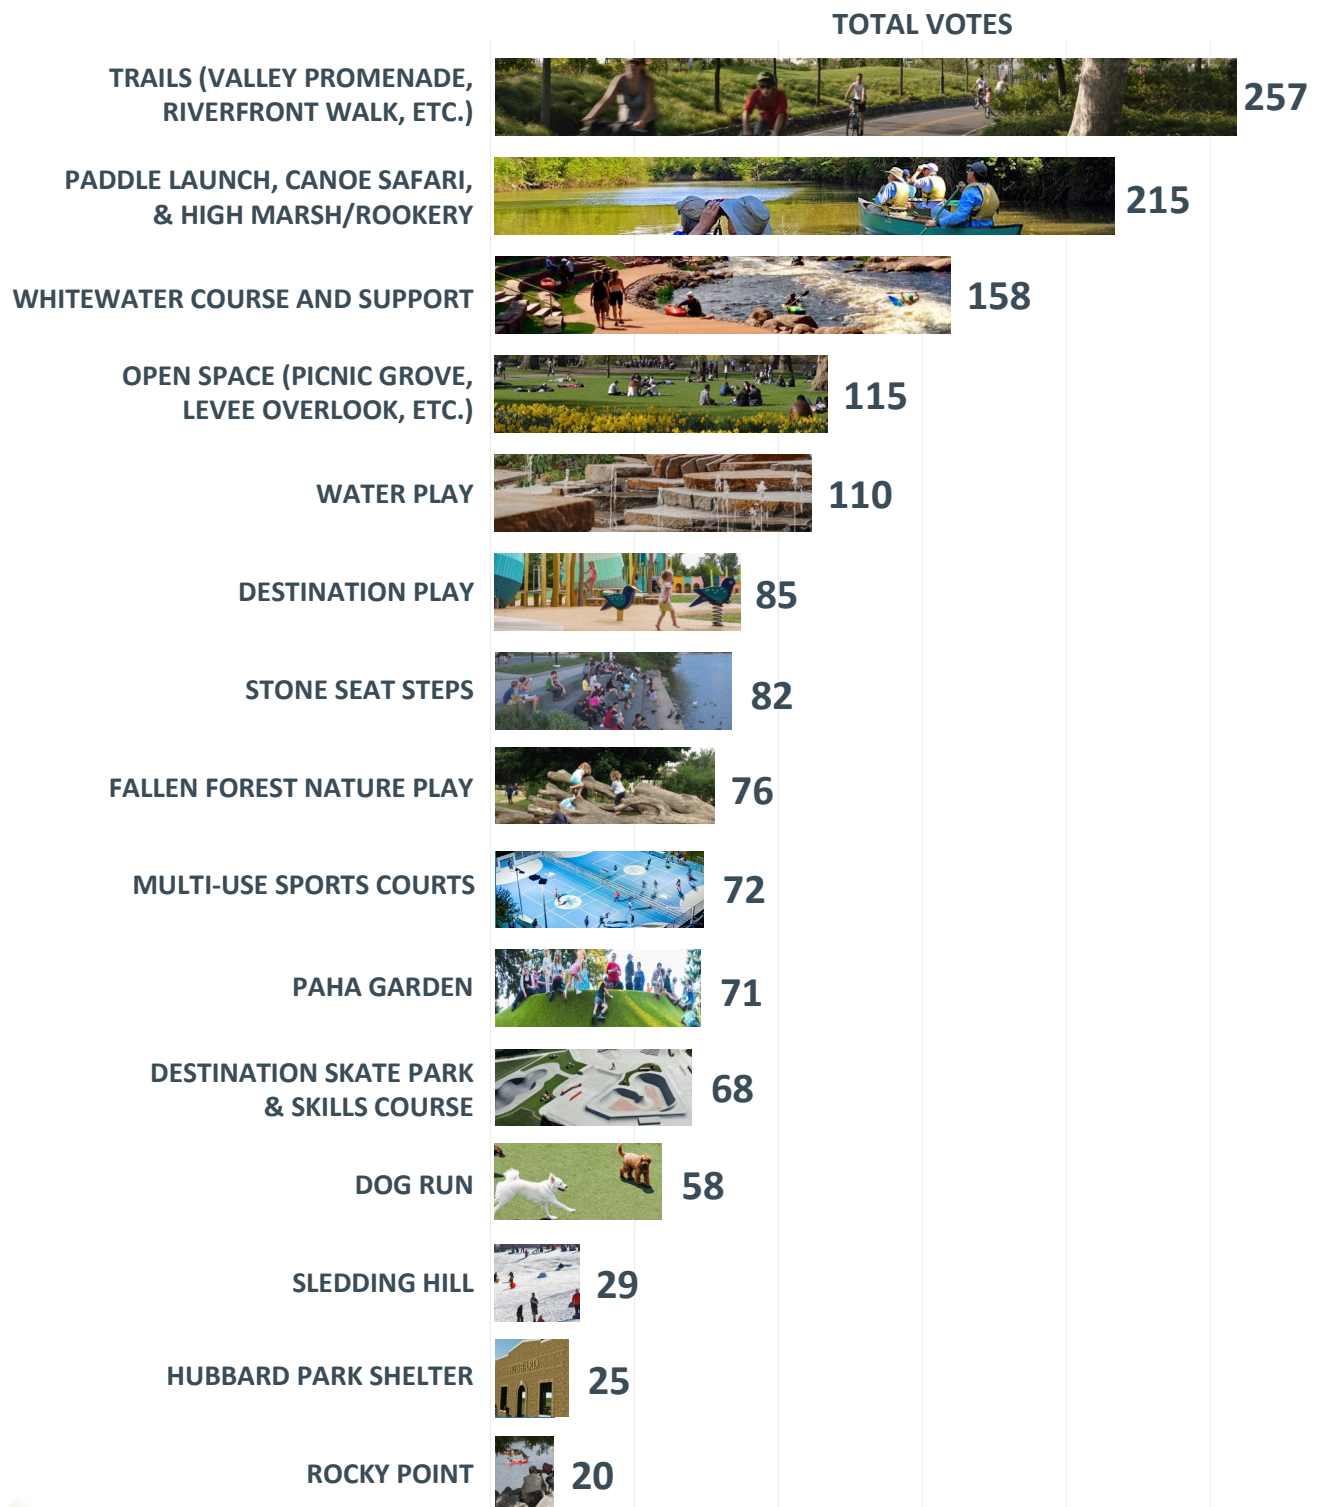 TOTAL VOTES
TRAILS (VALLEY PROMENADE,
RIVERFRONT WALK, ETC.)
257
PADDLE LAUNCH, CANOE SAFARI,
& HIGH MARSH/ROOKERY
215
WHITEWATER COURSE AND SUPPORT
158
OPEN SPACE (PICNIC GROVE,
LEVEE OVERLOOK, ETC.)
115
WATER PLAY
110
DESTINATION PLAY
85
STONE SEAT STEPS
82
FALLEN FOREST NATURE PLAY
76
MULTI-USE SPORTS COURTS
72
PAHA GARDEN
71
DESTINATION SKATE PARK
& SKILLS COURSE
68
DOG RUN
58
SLEDDING HILL
29
HUBBARD PARK SHELTER
HUBBARD
25
ROCKY POINT
20